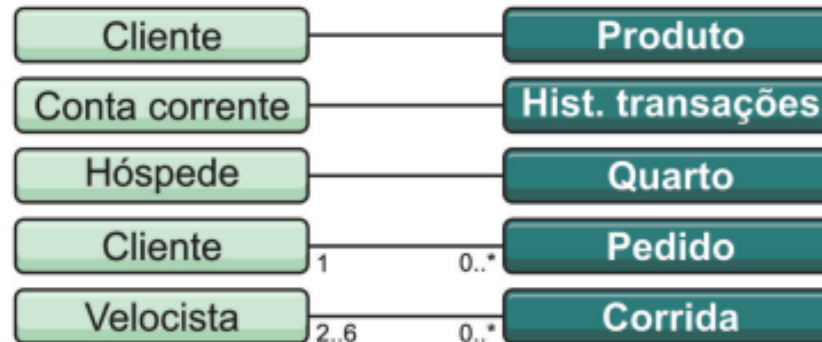 Cliente Produto
Conta corrente Hist. transações
Hóspede Quarto
Cliente 1 0..* Pedido
Velocista 2..6 0..* Corrida